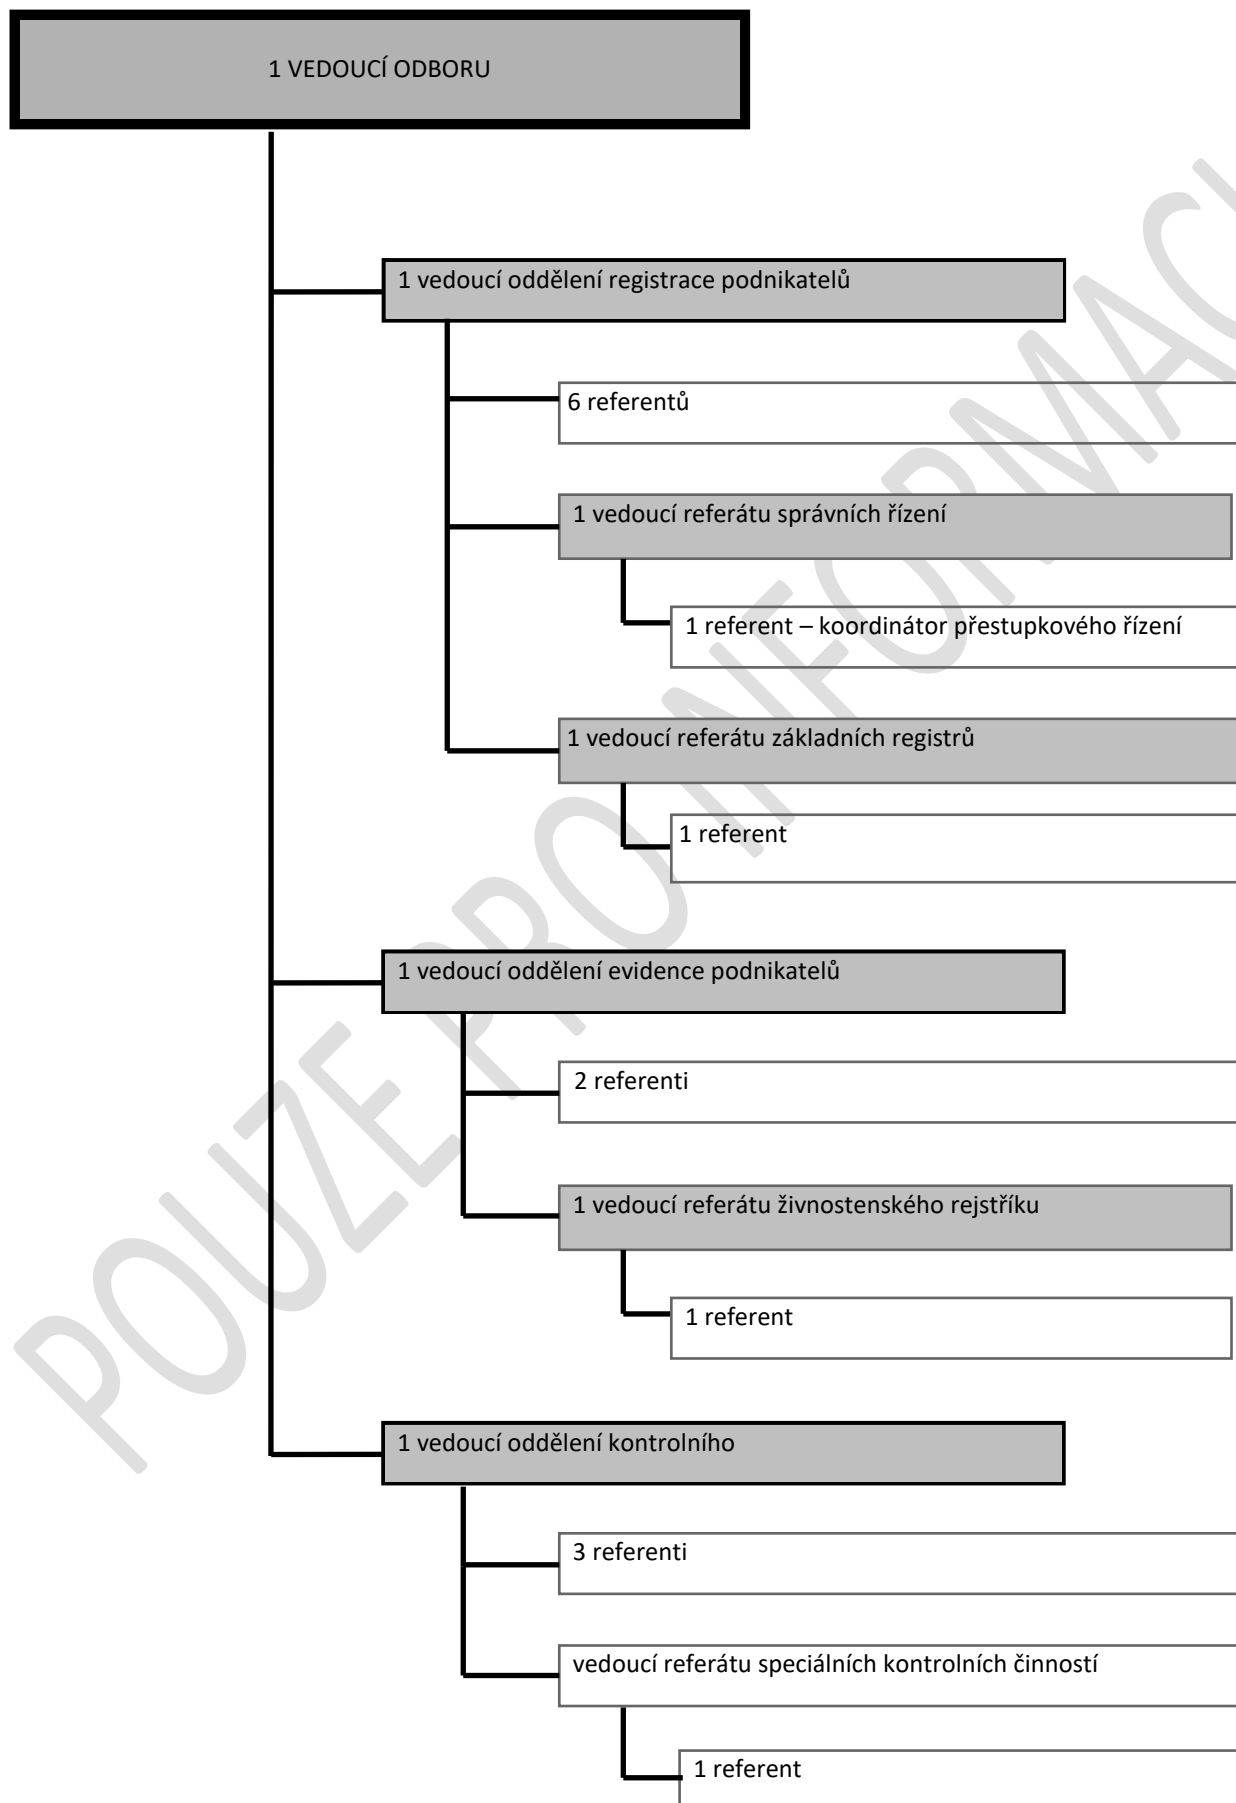 1 VEDOUCÍ ODBORU
1 vedoucí oddělení registrace podnikatelů
6 referentů
1 vedoucí referátu správních řízení
1 referent – koordinátor přestupkového řízení
1 vedoucí referátu základních registrů
1 referent
1 vedoucí oddělení evidence podnikatelů
2 referenti
1 vedoucí referátu živnostenského rejstříku
1 referent
1 vedoucí oddělení kontrolního
3 referenti
vedoucí referátu speciálních kontrolních činností
1 referent
POUZE PRO INFORMAC